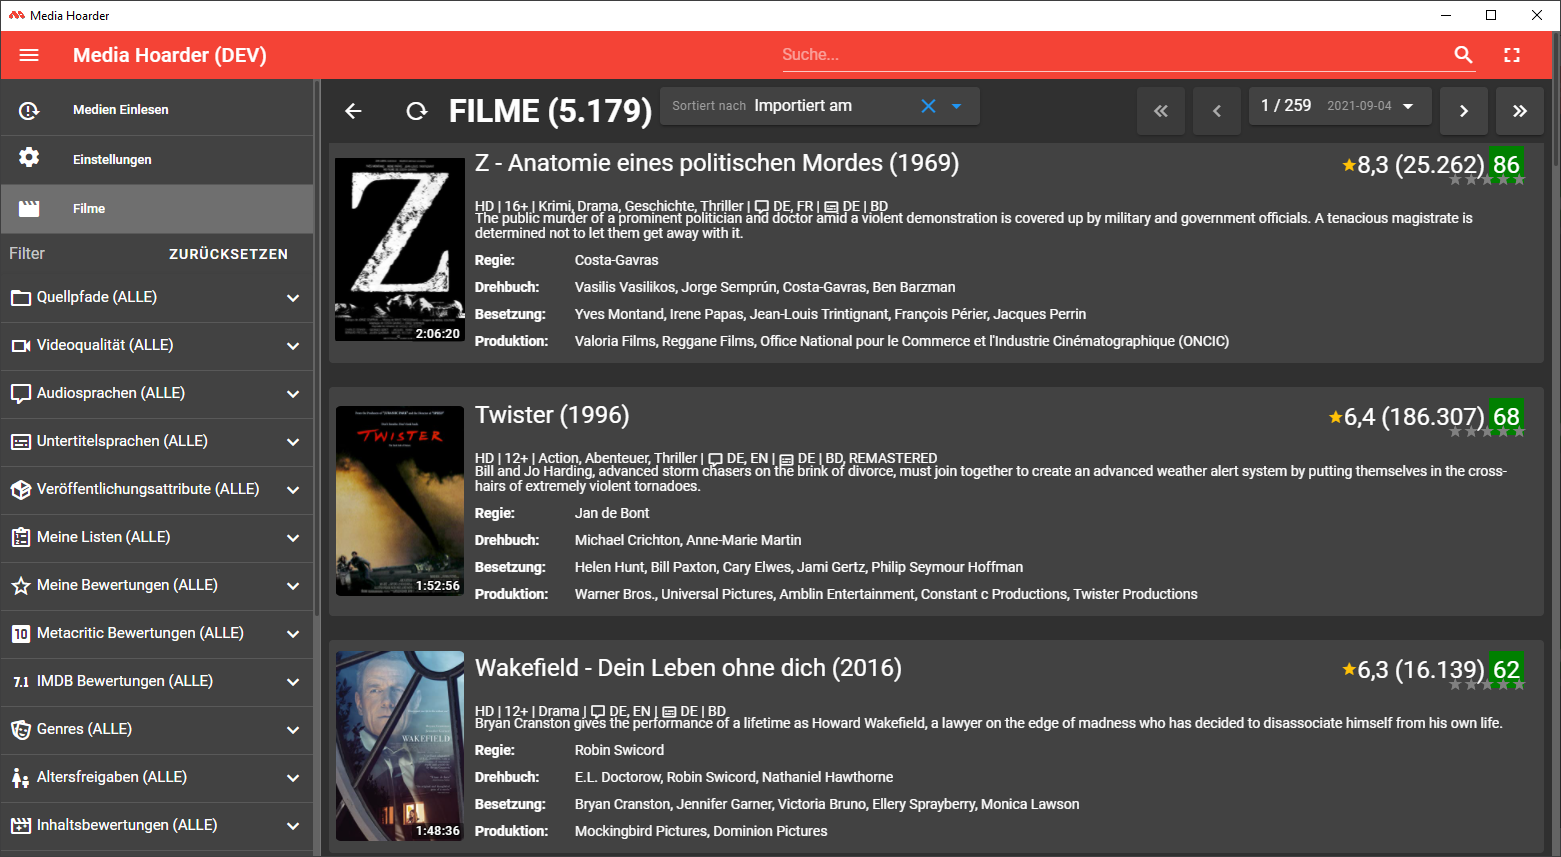 Media Hoarder
Media Hoarder (DEV)
Suche...
Medien Einlesen
Einstellungen
Filme
Filter
ZURÜCKSETZEN
Quellpfade (ALLE)
Videoqualität (ALLE)
Audiosprachen (ALLE)
Untertitelsprachen (ALLE)
Veröffentlichungsattribute (ALLE)
Meine Listen (ALLE)
Meine Bewertungen (ALLE)
10 Metacritic Bewertungen (ALLE)
7.1 IMDB Bewertungen (ALLE)
Genres (ALLE)
Altersfreigaben (ALLE)
Inhaltsbewertungen (ALLE)
FILME (5.179)
Sortiert nach Importiert am
1 / 259 2021-09-04
Z
2:06:20
Z - Anatomie eines politischen Mordes (1969)
8,3 (25.262) 86
HD | 16+ | Krimi, Drama, Geschichte, Thriller | DE, FR | DE | BD
The public murder of a prominent politician and doctor amid a violent demonstration is covered up by military and government officials. A tenacious magistrate is
determined not to let them get away with it.
Regie: Costa-Gavras
Drehbuch: Vasilis Vasilikos, Jorge Semprún, Costa-Gavras, Ben Barzman
Besetzung: Yves Montand, Irene Papas, Jean-Louis Trintignant, François Périer, Jacques Perrin
Produktion: Valoria Films, Reggane Films, Office National pour le Commerce et l'Industrie Cinématographique (ONCIC)
TWISTER
1:52:56
Twister (1996)
6,4 (186.307) 68
HD | 12+ | Action, Abenteuer, Thriller | DE, EN | DE | BD, REMASTERED
Bill and Jo Harding, advanced storm chasers on the brink of divorce, must join together to create an advanced weather alert system by putting themselves in the cross-
hairs of extremely violent tornadoes.
Regie: Jan de Bont
Drehbuch: Michael Crichton, Anne-Marie Martin
Besetzung: Helen Hunt, Bill Paxton, Cary Elwes, Jami Gertz, Philip Seymour Hoffman
Produktion: Warner Bros., Universal Pictures, Amblin Entertainment, Constant c Productions, Twister Productions
WAKEFIELD
1:48:36
Wakefield - Dein Leben ohne dich (2016)
6,3 (16.139) 62
HD | 12+ | Drama | DE, EN | DE | BD
Bryan Cranston gives the performance of a lifetime as Howard Wakefield, a lawyer on the edge of madness who has decided to disassociate himself from his own life.
Regie: Robin Swicord
Drehbuch: E.L. Doctorow, Robin Swicord, Nathaniel Hawthorne
Besetzung: Bryan Cranston, Jennifer Garner, Victoria Bruno, Ellery Sprayberry, Monica Lawson
Produktion: Mockingbird Pictures, Dominion Pictures